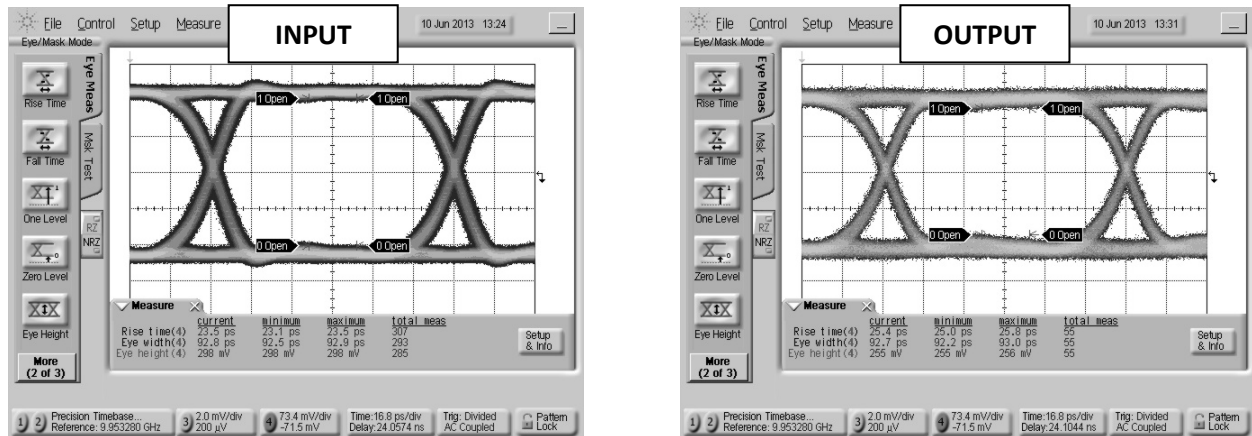 File Control Setup Measure
INPUT
10 Jun 2013 13:24
Eye/Mask Mode
Eye Meas
Msk Test
RZ
NRZ
Rise Time
Fall Time
One Level
Zero Level
Eye Height
More
(2 of 3)
1 Open
1 Open
0 Open
0 Open
Measure
current minimum maximum total meas
Rise time(4) 23.5 ps 23.1 ps 23.5 ps 307
Eye width(4) 92.8 ps 92.5 ps 92.9 ps 293
Eye height(4) 298 mV 298 mV 298 mV 285
Setup
& Info
1 2 Precision Timebase...
Reference: 9.953280 GHz
3 2.0 mV/div
200 µV
4 73.4 mV/div
-71.5 mV
Time:16.8 ps/div
Delay:24.0574 ns
Trig: Divided
AC Coupled
Pattern
Lock
File Control Setup Measure
OUTPUT
10 Jun 2013 13:31
Eye/Mask Mode
Eye Meas
Msk Test
RZ
NRZ
Rise Time
Fall Time
One Level
Zero Level
Eye Height
More
(2 of 3)
1 Open
1 Open
0 Open
0 Open
Measure
current minimum maximum total meas
Rise time(4) 25.4 ps 25.0 ps 25.8 ps 55
Eye width(4) 92.7 ps 92.2 ps 93.0 ps 55
Eye height(4) 255 mV 255 mV 256 mV 55
Setup
& Info
1 2 Precision Timebase...
Reference: 9.953280 GHz
3 2.0 mV/div
200 µV
4 73.4 mV/div
-71.5 mV
Time:16.8 ps/div
Delay:24.1044 ns
Trig: Divided
AC Coupled
Pattern
Lock